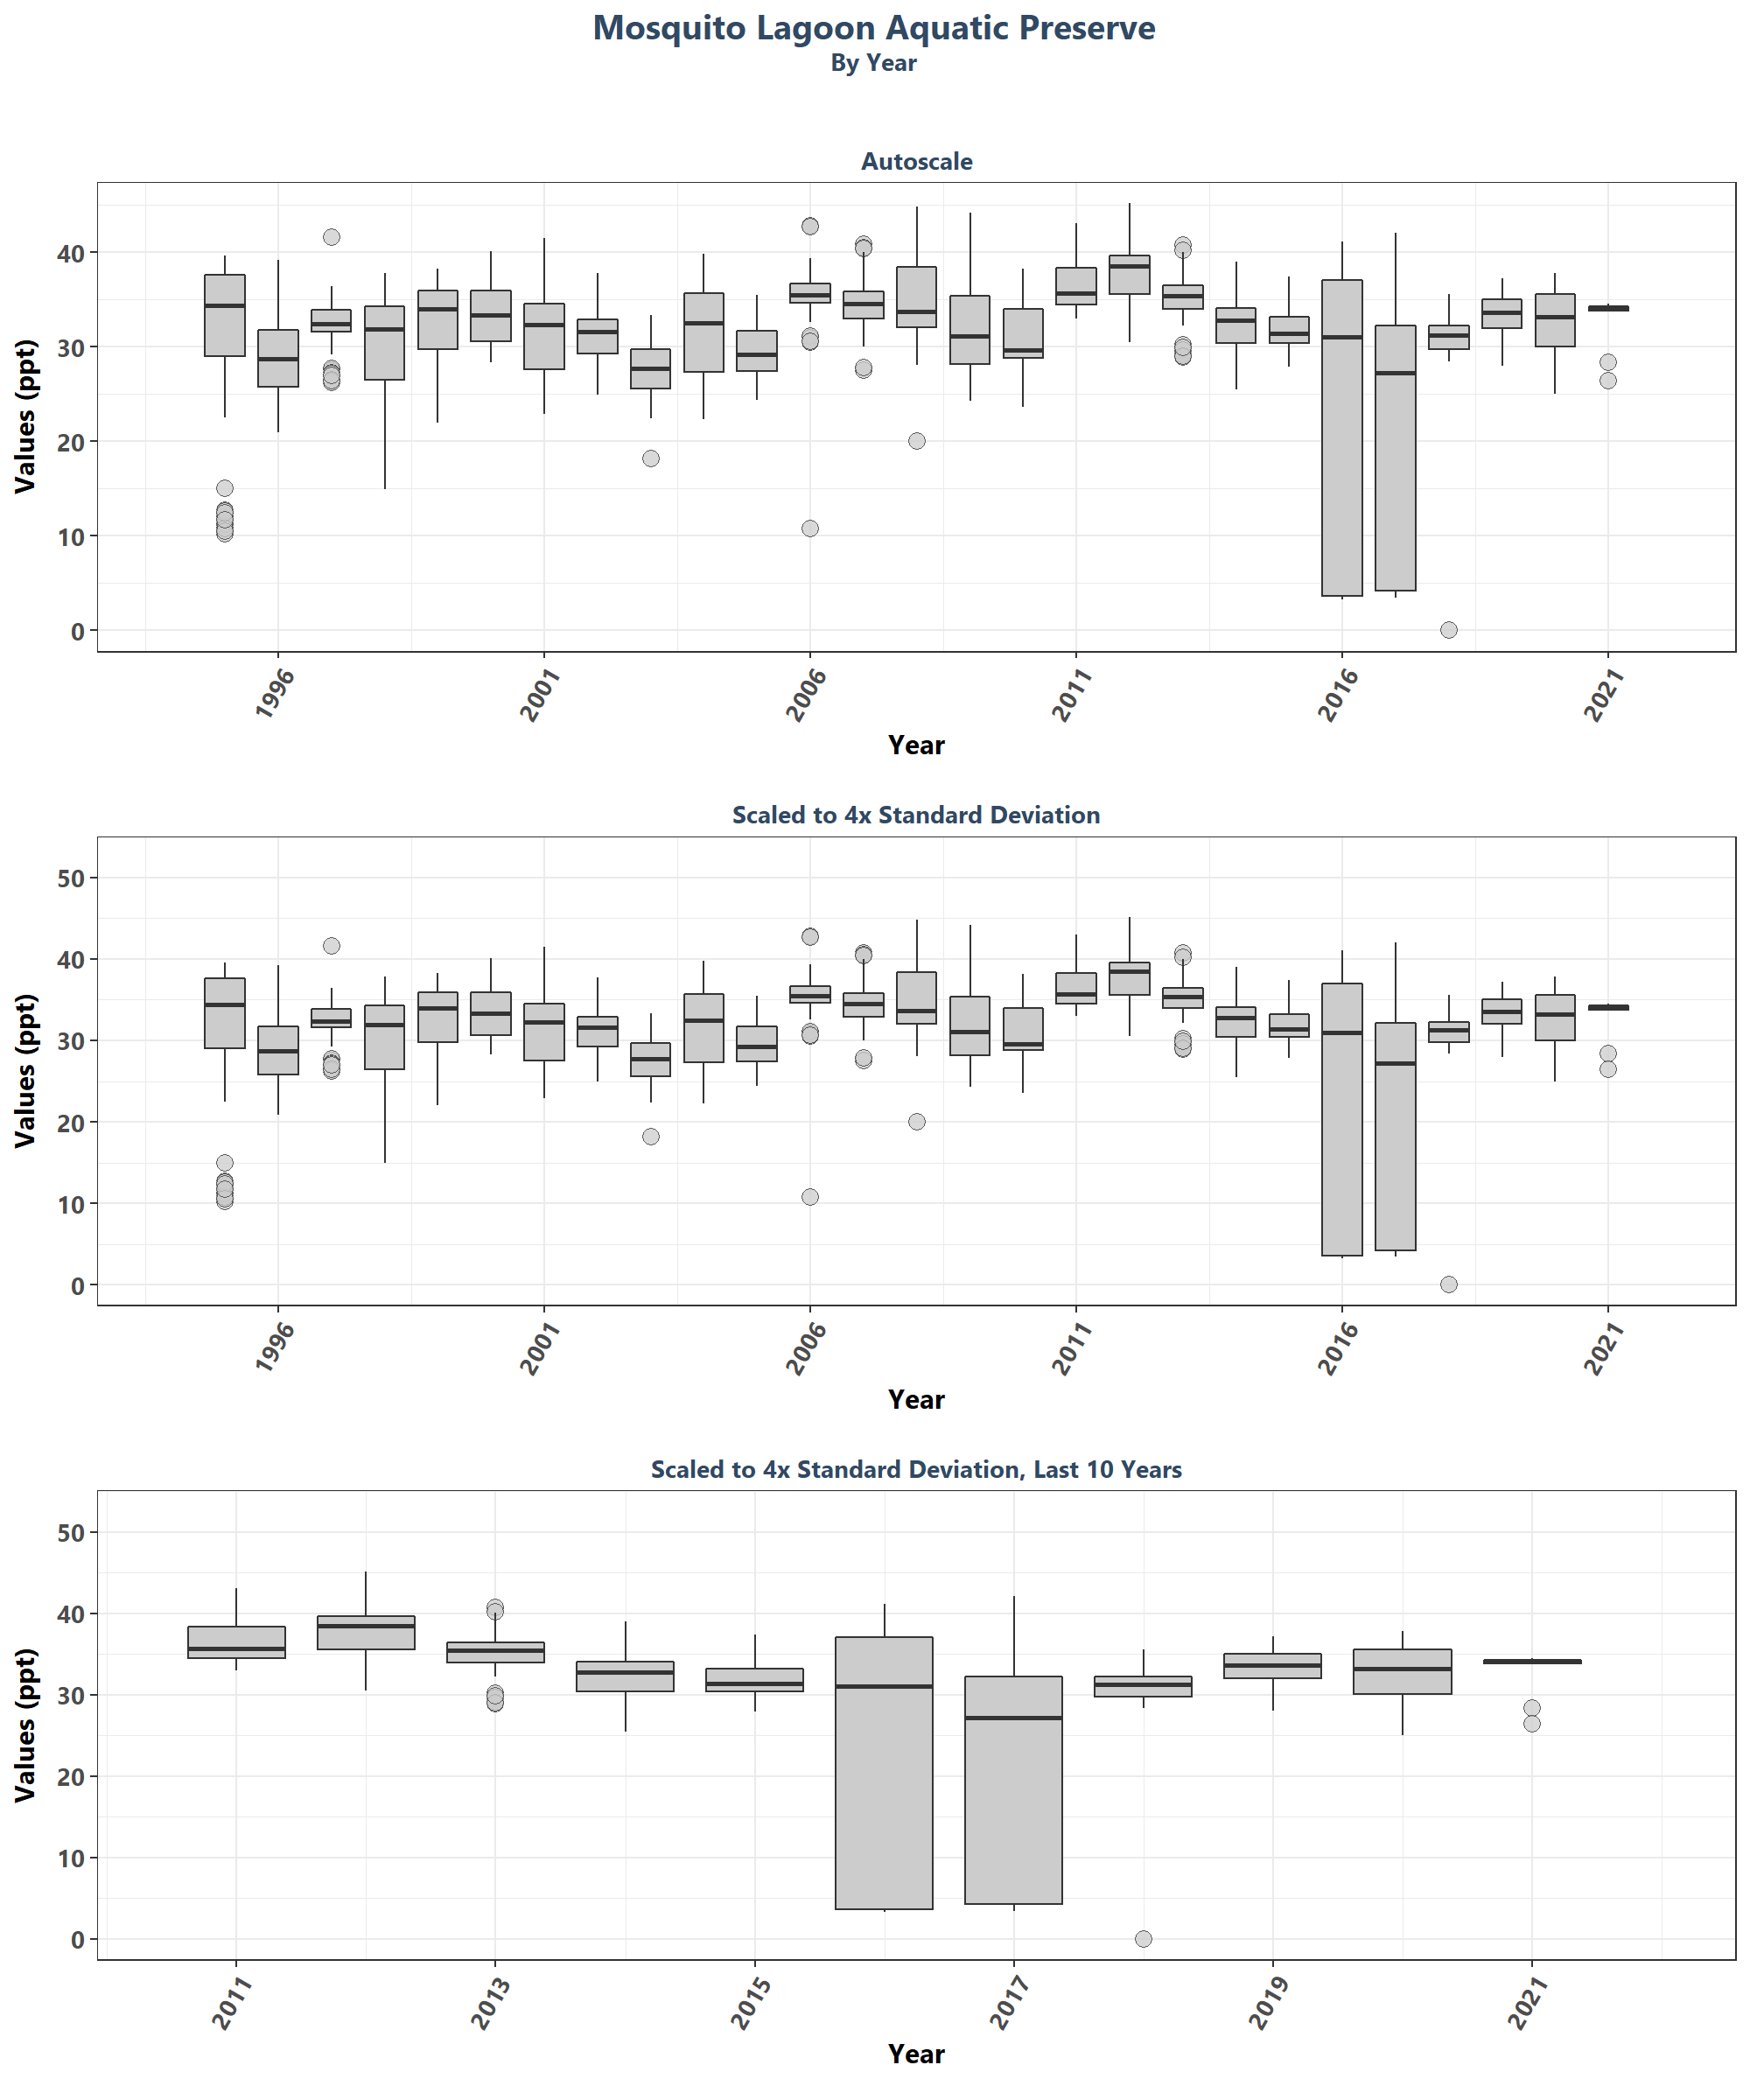 Mosquito Lagoon Aquatic Preserve
By Year
Autoscale
Values (ppt)
40
30
20
10
0
1996 2001 2006 2011 2016 2021
Year
Scaled to 4x Standard Deviation
Values (ppt)
50
40
30
20
10
0
1996 2001 2006 2011 2016 2021
Year
Scaled to 4x Standard Deviation, Last 10 Years
Values (ppt)
50
40
30
20
10
0
2011 2013 2015 2017 2019 2021
Year